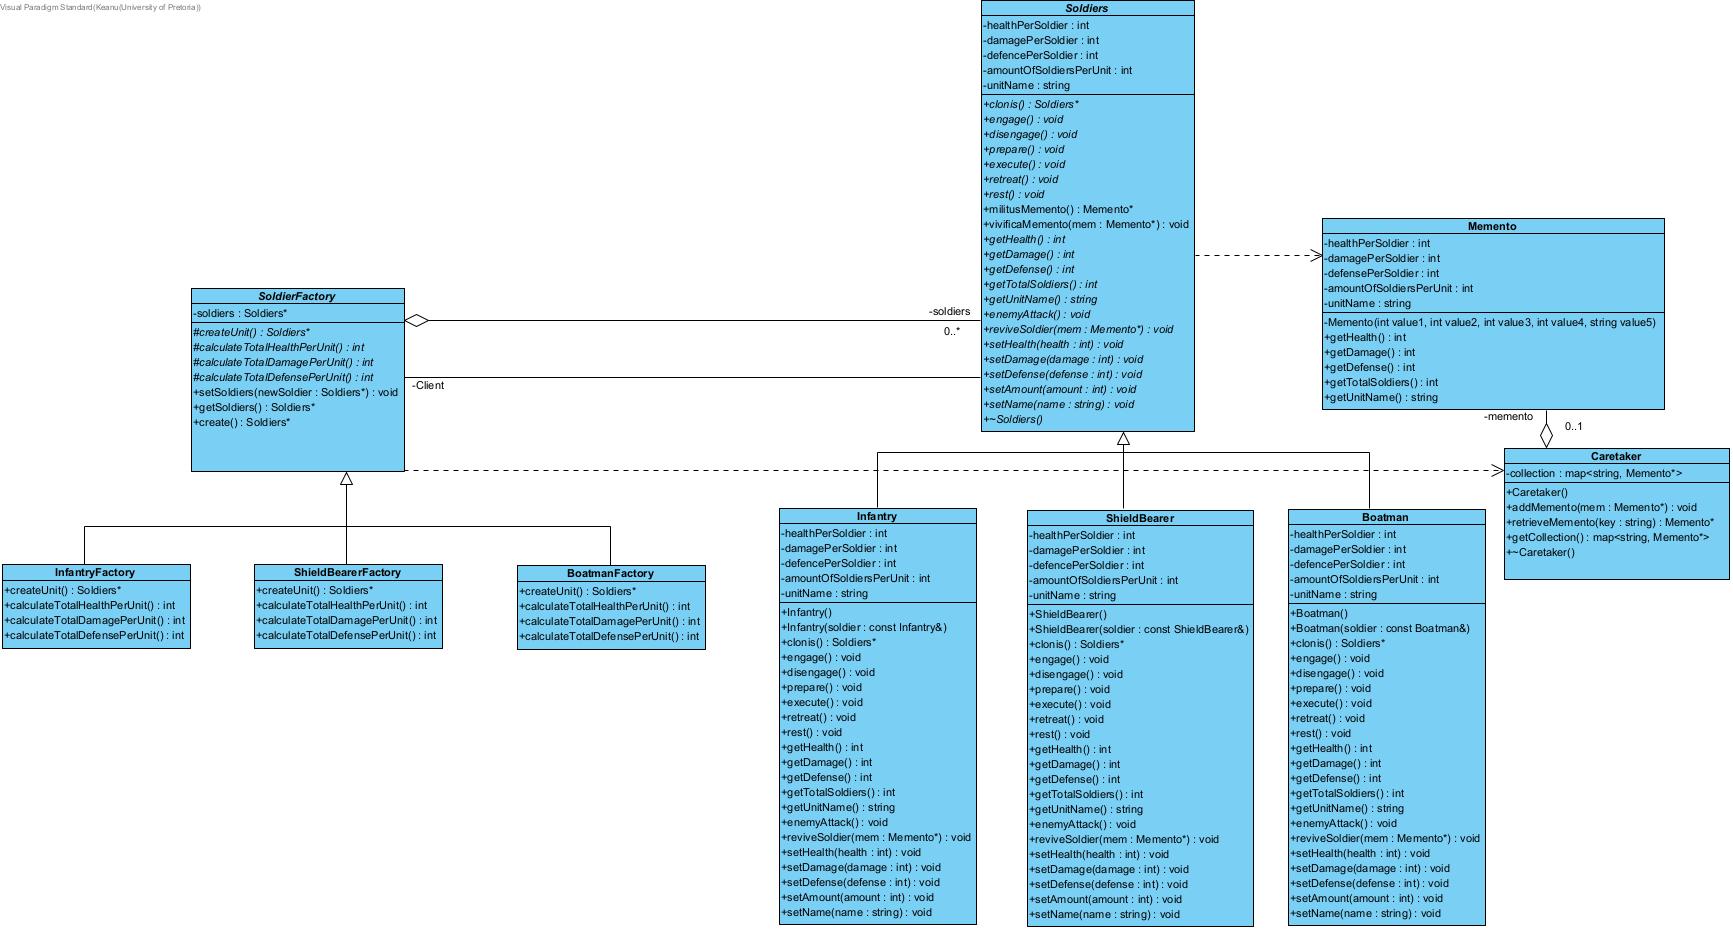 Visual Paradigm Standard(Keanu(University of Pretoria))
Soldiers
-healthPerSoldier : int
-damagePerSoldier : int
-defencePerSoldier : int
-amountOfSoldiersPerUnit : int
-unitName : string
+clonis() : Soldiers*
+engage() : void
+disengage() : void
+prepare() : void
+execute() : void
+retreat() : void
+rest() : void
+militusMemento() : Memento*
+vivificaMemento(mem : Memento*) : void
+getHealth() : int
+getDamage() : int
+getDefense() : int
+getTotalSoldiers() : int
+getUnitName() : string
+enemyAttack() : void
+reviveSoldier(mem : Memento*) : void
+setHealth(health : int) : void
+setDamage(damage : int) : void
+setDefense(defense : int) : void
+setAmount(amount : int) : void
+setName(name : string) : void
+~Soldiers()
Memento
-healthPerSoldier : int
-damagePerSoldier : int
-defensePerSoldier : int
-amountOfSoldiersPerUnit : int
-unitName : string
-Memento(int value1, int value2, int value3, int value4, string value5)
+getHealth() : int
+getDamage() : int
+getDefense() : int
+getTotalSoldiers() : int
+getUnitName() : string
SoldierFactory
-soldiers : Soldiers*
#createUnit() : Soldiers*
#calculateTotalHealthPerUnit() : int
#calculateTotalDamagePerUnit() : int
#calculateTotalDefensePerUnit() : int
+setSoldiers(newSoldier : Soldiers*) : void
+getSoldiers() : Soldiers*
+create() : Soldiers*
-soldiers
0..*
-Client
-memento
0..1
Caretaker
-collection : map<string, Memento*>
+Caretaker()
+addMemento(mem : Memento*) : void
+retrieveMemento(key : string) : Memento*
+getCollection() : map<string, Memento*>
+~Caretaker()
InfantryFactory
+createUnit() : Soldiers*
+calculateTotalHealthPerUnit() : int
+calculateTotalDamagePerUnit() : int
+calculateTotalDefensePerUnit() : int
ShieldBearerFactory
+createUnit() : Soldiers*
+calculateTotalHealthPerUnit() : int
+calculateTotalDamagePerUnit() : int
+calculateTotalDefensePerUnit() : int
BoatmanFactory
+createUnit() : Soldiers*
+calculateTotalHealthPerUnit() : int
+calculateTotalDamagePerUnit() : int
+calculateTotalDefensePerUnit() : int
Infantry
-healthPerSoldier : int
-damagePerSoldier : int
-defencePerSoldier : int
-amountOfSoldiersPerUnit : int
-unitName : string
+Infantry()
+Infantry(soldier : const Infantry&)
+clonis() : Soldiers*
+engage() : void
+disengage() : void
+prepare() : void
+execute() : void
+retreat() : void
+rest() : void
+getHealth() : int
+getDamage() : int
+getDefense() : int
+getTotalSoldiers() : int
+getUnitName() : string
+enemyAttack() : void
+reviveSoldier(mem : Memento*) : void
+setHealth(health : int) : void
+setDamage(damage : int) : void
+setDefense(defense : int) : void
+setAmount(amount : int) : void
+setName(name : string) : void
ShieldBearer
-healthPerSoldier : int
-damagePerSoldier : int
-defencePerSoldier : int
-amountOfSoldiersPerUnit : int
-unitName : string
+ShieldBearer()
+ShieldBearer(soldier : const ShieldBearer&)
+clonis() : Soldiers*
+engage() : void
+disengage() : void
+prepare() : void
+execute() : void
+retreat() : void
+rest() : void
+getHealth() : int
+getDamage() : int
+getDefense() : int
+getTotalSoldiers() : int
+getUnitName() : string
+enemyAttack() : void
+reviveSoldier(mem : Memento*) : void
+setHealth(health : int) : void
+setDamage(damage : int) : void
+setDefense(defense : int) : void
+setAmount(amount : int) : void
+setName(name : string) : void
Boatman
-healthPerSoldier : int
-damagePerSoldier : int
-defencePerSoldier : int
-amountOfSoldiersPerUnit : int
-unitName : string
+Boatman()
+Boatman(soldier : const Boatman&)
+clonis() : Soldiers*
+engage() : void
+disengage() : void
+prepare() : void
+execute() : void
+retreat() : void
+rest() : void
+getHealth() : int
+getDamage() : int
+getDefense() : int
+getTotalSoldiers() : int
+getUnitName() : string
+enemyAttack() : void
+reviveSoldier(mem : Memento*) : void
+setHealth(health : int) : void
+setDamage(damage : int) : void
+setDefense(defense : int) : void
+setAmount(amount : int) : void
+setName(name : string) : void